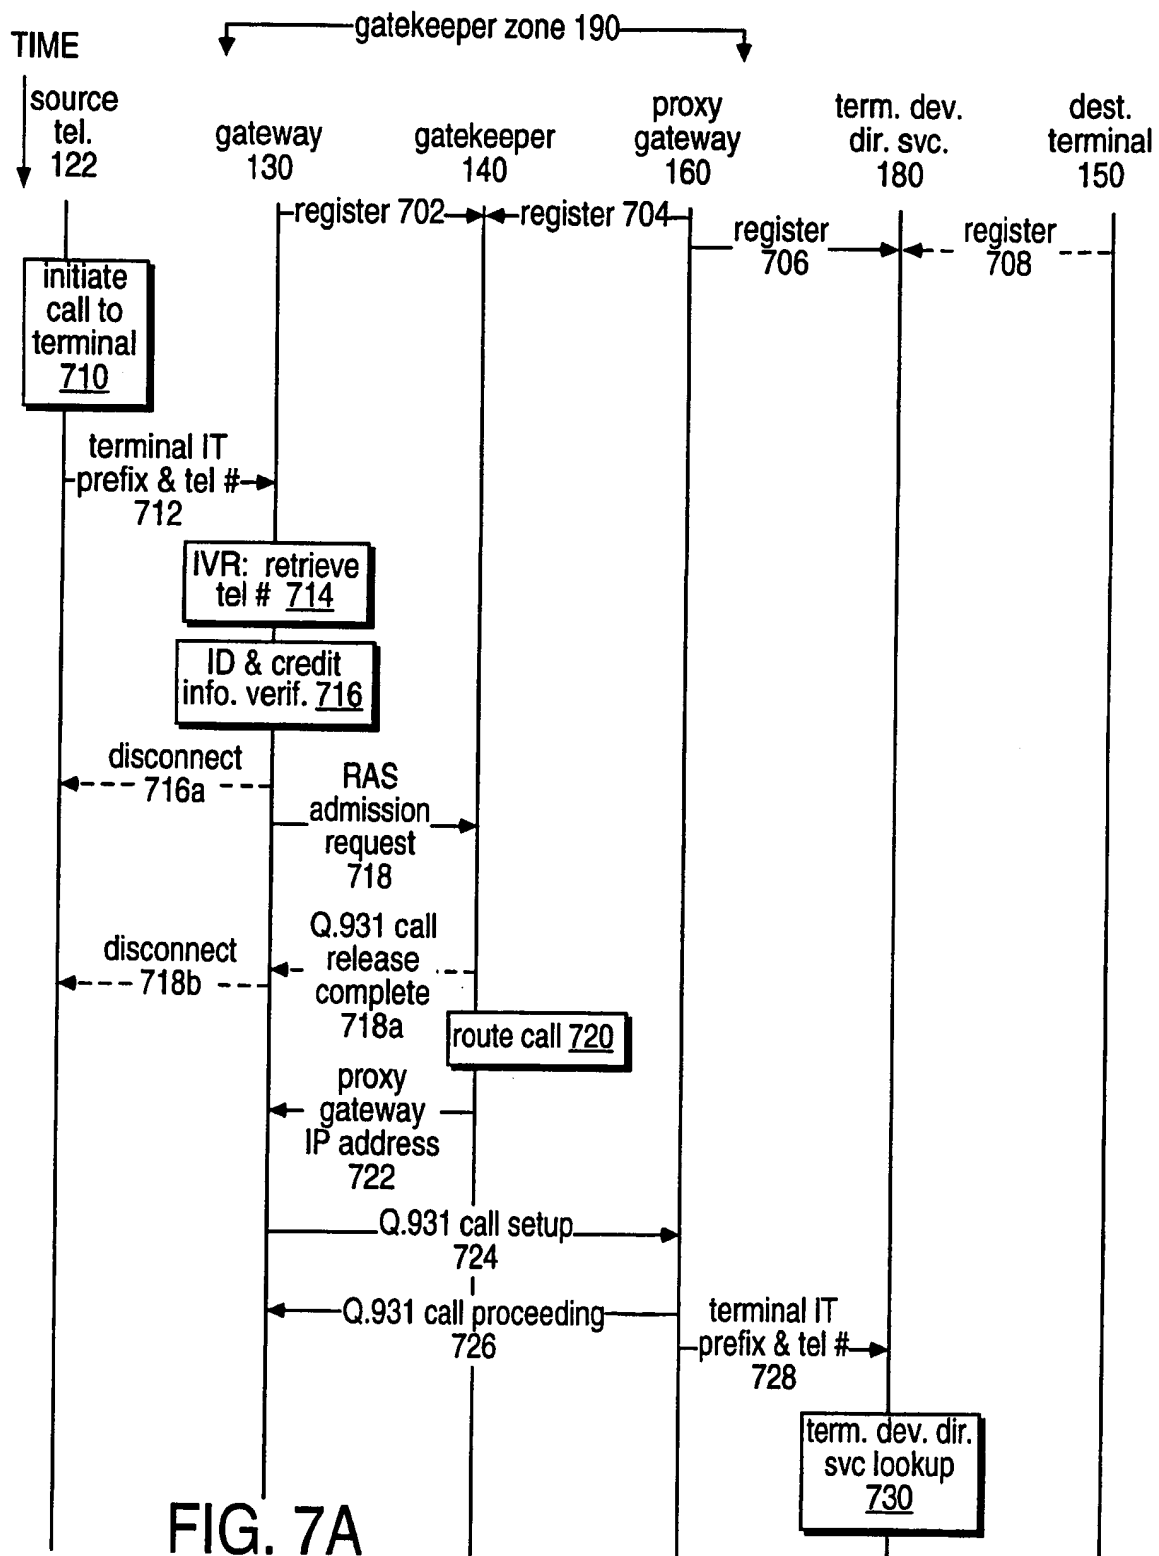 gatekeeper zone 190
TIME
source
tel.
122
gateway
130
gatekeeper
140
proxy
gateway
160
term. dev.
dir. svc.
180
dest.
terminal
150
register 702
register 704
register
706
register
708
initiate
call to
terminal
710
terminal IT
prefix & tel #
712
IVR: retrieve
tel # 714
ID & credit
info. verif. 716
disconnect
716a
RAS
admission
request
718
Q.931 call
release
complete
718a
disconnect
718b
route call 720
proxy
gateway
IP address
722
Q.931 call setup
724
Q.931 call proceeding
726
terminal IT
prefix & tel #
728
term. dev. dir.
svc lookup
730
FIG. 7A